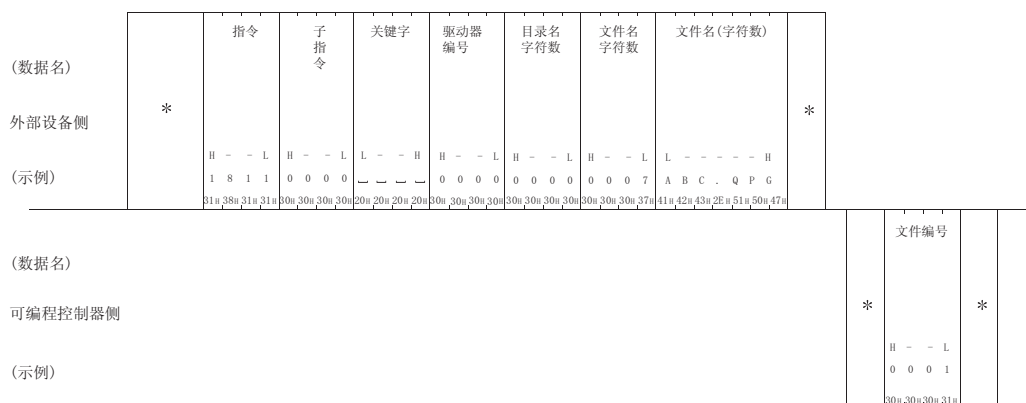 指令 子指令 关键字 驱动器编号 目录名字符数 文件名字符数 文件名(字符数)
(数据名)
* *
外部设备侧
H - - L H - - L L - - H H - - L H - - L H - - L L - - - - - H
(示例) 1 8 1 1 0 0 0 0 ␣ ␣ ␣ ␣ 0 0 0 0 0 0 0 0 0 0 0 7 A B C . Q P G
31H 38H 31H 31H 30H 30H 30H 30H 20H 20H 20H 20H 30H 30H 30H 30H 30H 30H 30H 30H 30H 30H 30H 37H 41H 42H 43H 2EH 51H 50H 47H
文件编号
(数据名)
* *
可编程控制器侧
H - - L
(示例) 0 0 0 1
30H 30H 30H 31H